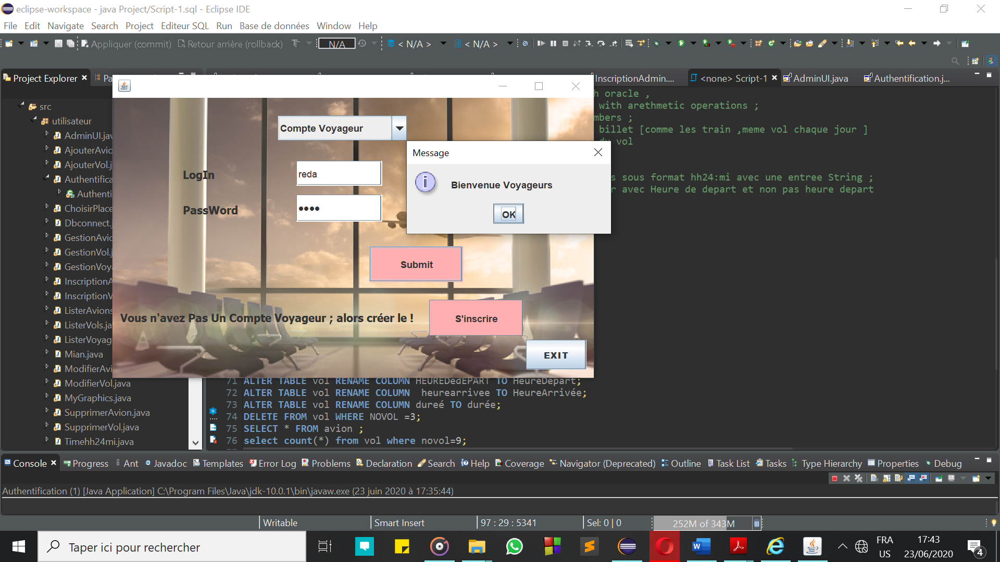 eclipse-workspace - java Project/Script-1.sql - Eclipse IDE
File Edit Navigate Search Project Editeur SQL Run Base de données Window Help
Appliquer (commit) Retour arrière (rollback) N/A < N/A > < N/A >
Project Explorer Pa InscriptionAdmin.... <none> Script-1 AdminUI.java Authentification.j...
src
utilisateur
AdminUI.jav
AjouterAvio
AjouterVol.j
Authentifica
Authenti
ChoisirPlace
Dbconnect.
GestionAvic
GestionVol.
GestionVoy
InscriptionA
InscriptionV
ListerAvions
ListerVols.ja
ListerVoyag
Mian.java
ModifierAvi
ModifierVol.java
MyGraphics.java
SupprimerAvion.java
SupprimerVol.java
Timehh24mi.java
Compte Voyageur
LogIn
reda
PassWord
••••
Submit
Vous n'avez Pas Un Compte Voyageur ; alors créer le !
S'inscrire
EXIT
Message
Bienvenue Voyageurs
OK
h oracle ,
with arethmetic operations ;
mbers ;
billet [comme les train ,meme vol chaque jour ]
du vol
s sous format hh24:mi avec une entree String ;
r avec Heure de depart et non pas heure depart
71 ALTER TABLE vol RENAME COLUMN HEUREDedEPART TO HeureDepart;
72 ALTER TABLE vol RENAME COLUMN heurearrivee TO HeureArrivée;
73 ALTER TABLE vol RENAME COLUMN dureé TO durée;
74 DELETE FROM vol WHERE NOVOL =3;
75 SELECT * FROM avion ;
76 select count(*) from vol where novol=9;
Console Progress Ant Javadoc Templates Error Log Problems Declaration Search Help Coverage Navigator (Deprecated) Outline Task List Tasks Type Hierarchy Properties Debug
Authentification (1) [Java Application] C:\Program Files\Java\jdk-10.0.1\bin\javaw.exe (23 juin 2020 à 17:35:44)
Writable Smart Insert 97 : 29 : 5341 Sel: 0 | 0 252M of 343M
Taper ici pour rechercher
FRA
US
17:43
23/06/2020
4